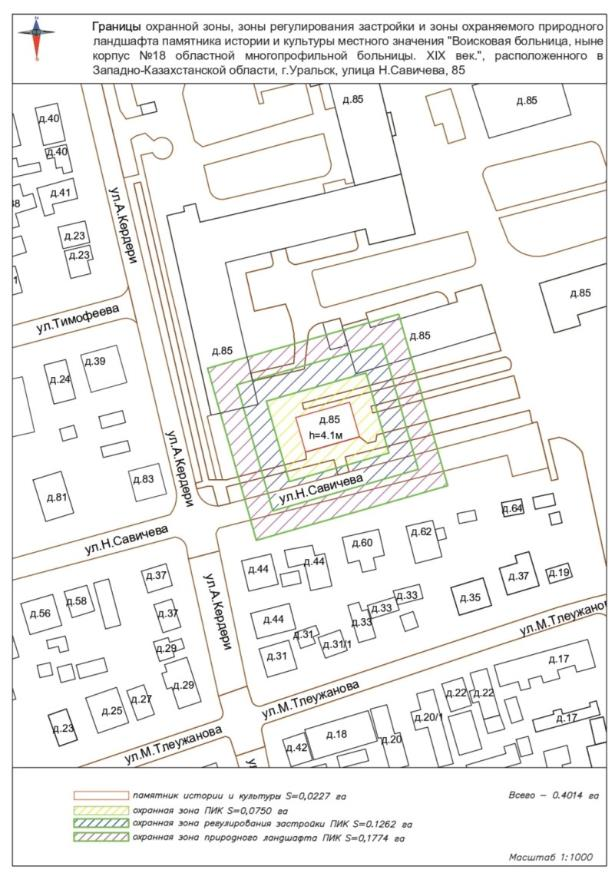 Границы охранной зоны, зоны регулирования застройки и зоны охраняемого природного
ландшафта памятника истории и культуры местного значения "Воисковая больница, ныне
корпус №18 областной многопрофильной больницы. XIX век.", расположенного в
Западно-Казахстанской области, г.Уральск, улица Н.Савичева, 85
д.85
д.85
д.40
д.40
д.41
д.23
д.23
ул.А.Кердери
д.85
ул.Тимофеева
д.85
д.85
д.39
д.24
д.85
h=4.1м
ул.А.Кердери
д.83
д.81
ул.Н.Савичева
д.64
ул.Н.Савичева
д.62
д.60
д.44
д.44
д.37
д.37
д.19
ул.А.Кердери
д.58
д.56
д.37
д.33
д.35
д.33
д.33
д.44
ул.М.Тлеужанова
д.31
д.31/1
д.29
д.31
д.17
д.29
д.27
д.22
д.22
ул.М.Тлеужанова
д.25
д.23
д.20/1
д.17
д.18
д.20
д.42
ул.М.Тлеужанова
памятник истории и культуры S=0,0227 га
Всего - 0.4014 га
охранная зона ПИК S=0,0750 га
охранная зона регулирования застройки ПИК S=0.1262 га
охранная зона природного ландшафта ПИК S=0,1774 га
Масштаб 1:1000